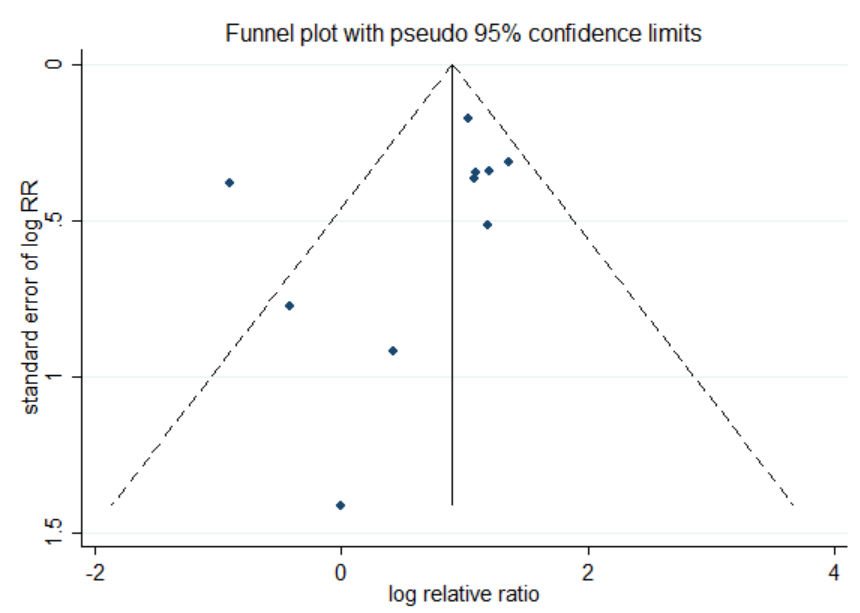 Funnel plot with pseudo 95% confidence limits
standard error of log RR
0
.5
1
1.5
-2
0
2
4
log relative ratio